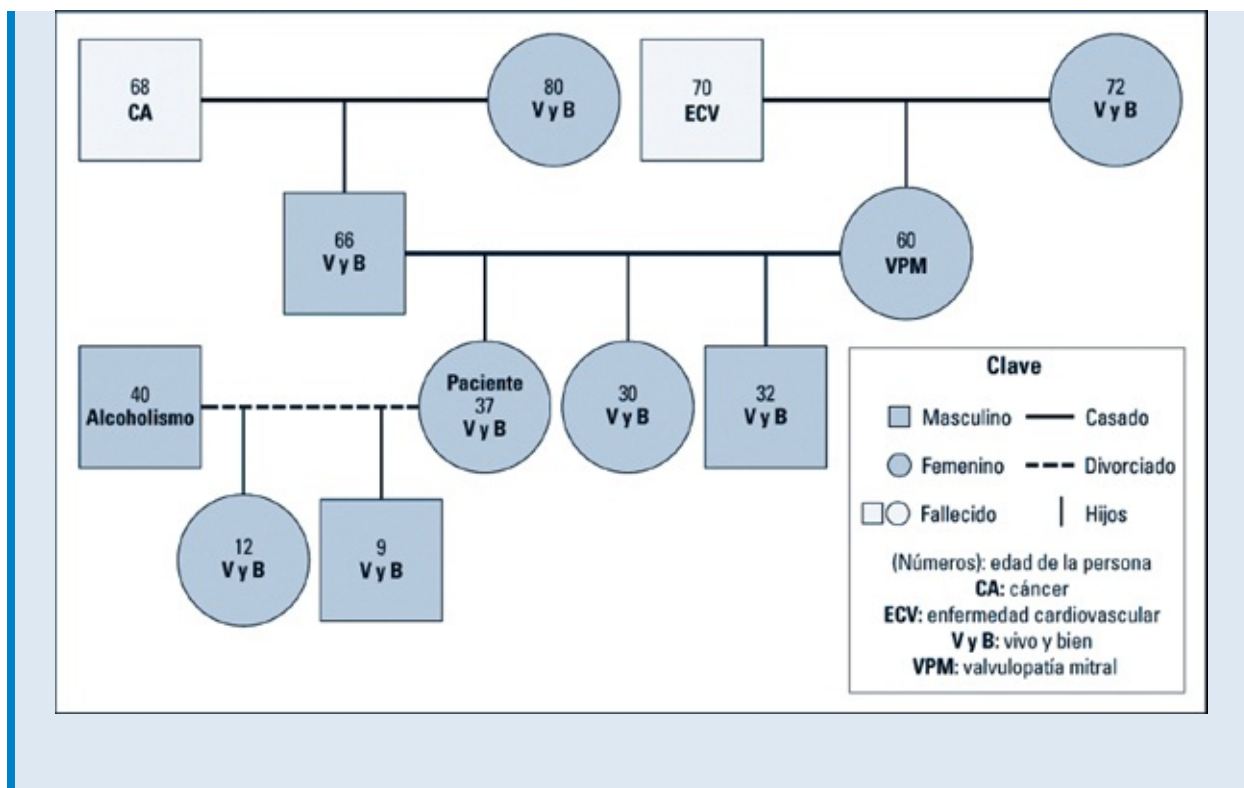 68
CA
80
V y B
70
ECV
72
V y B
66
V y B
60
VPM
40
Alcoholismo
Paciente
37
V y B
30
V y B
32
V y B
12
V y B
9
V y B
Clave
Masculino
Casado
Femenino
Divorciado
Fallecido
Hijos
(Números): edad de la persona
CA: cáncer
ECV: enfermedad cardiovascular
V y B: vivo y bien
VPM: valvulopatía mitral